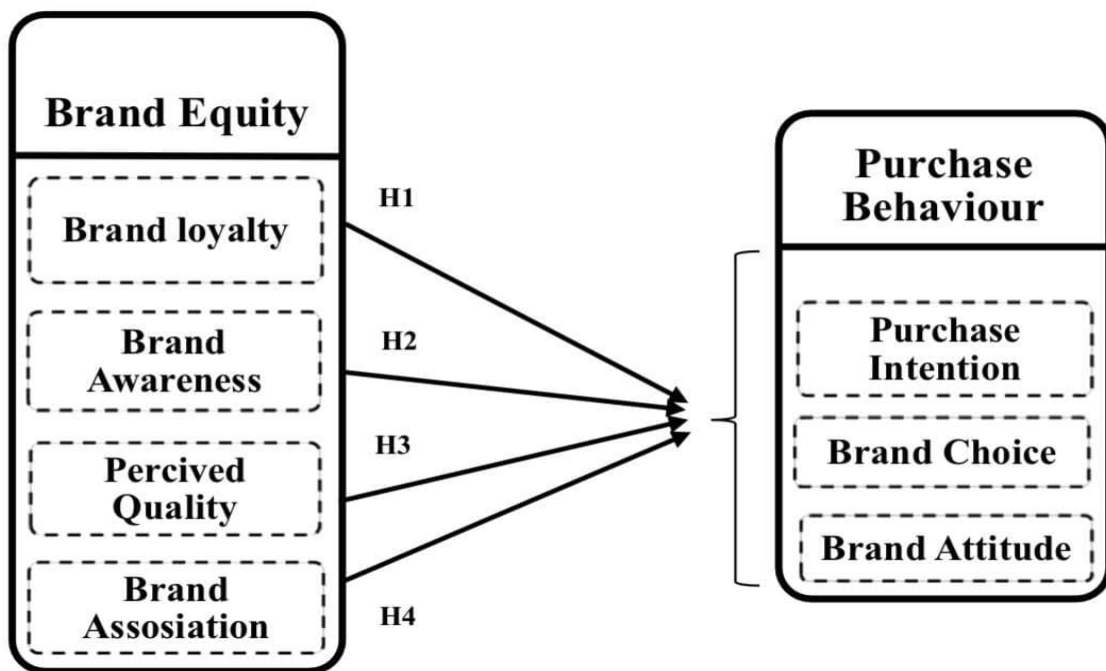 Brand Equity
Brand loyalty
Brand
Awareness
Percived
Quality
Brand
Assosiation
H1
H2
H3
H4
Purchase
Behaviour
Purchase
Intention
Brand Choice
Brand Attitude